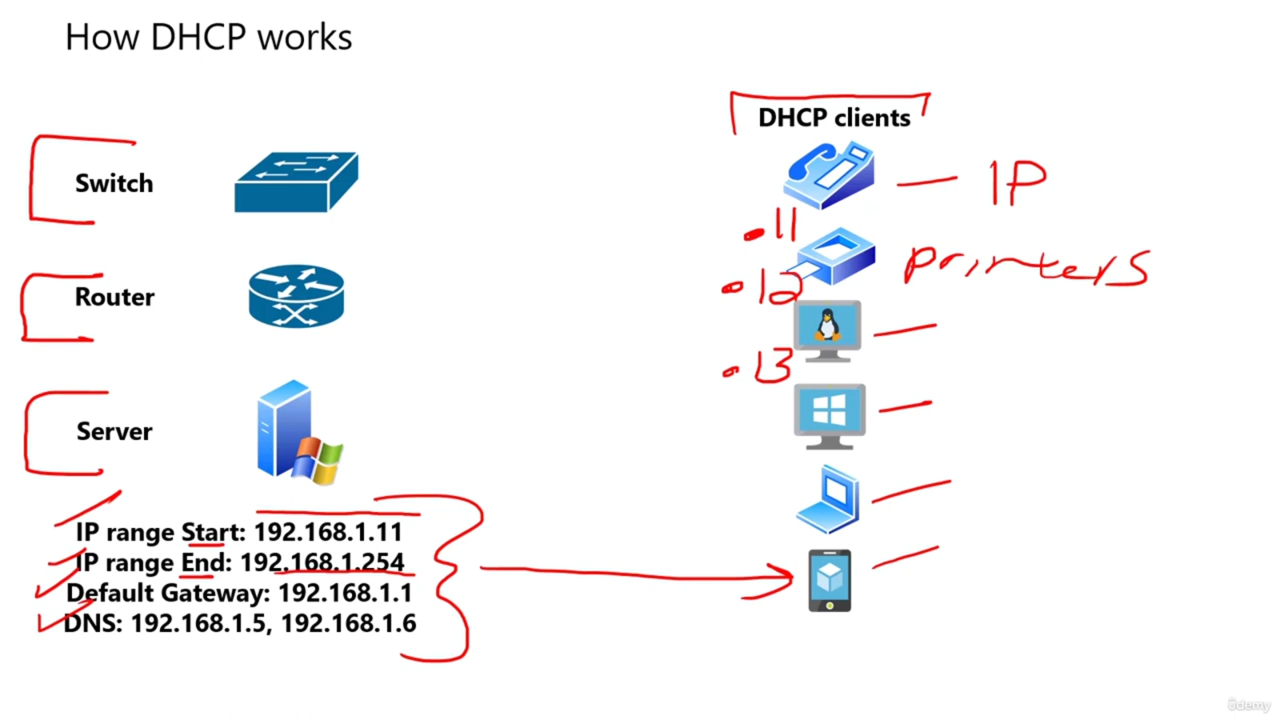 How DHCP works
DHCP clients
Switch
IP
.11
printers
.12
Router
.13
Server
IP range Start: 192.168.1.11
IP range End: 192.168.1.254
Default Gateway: 192.168.1.1
DNS: 192.168.1.5, 192.168.1.6
ûdemy